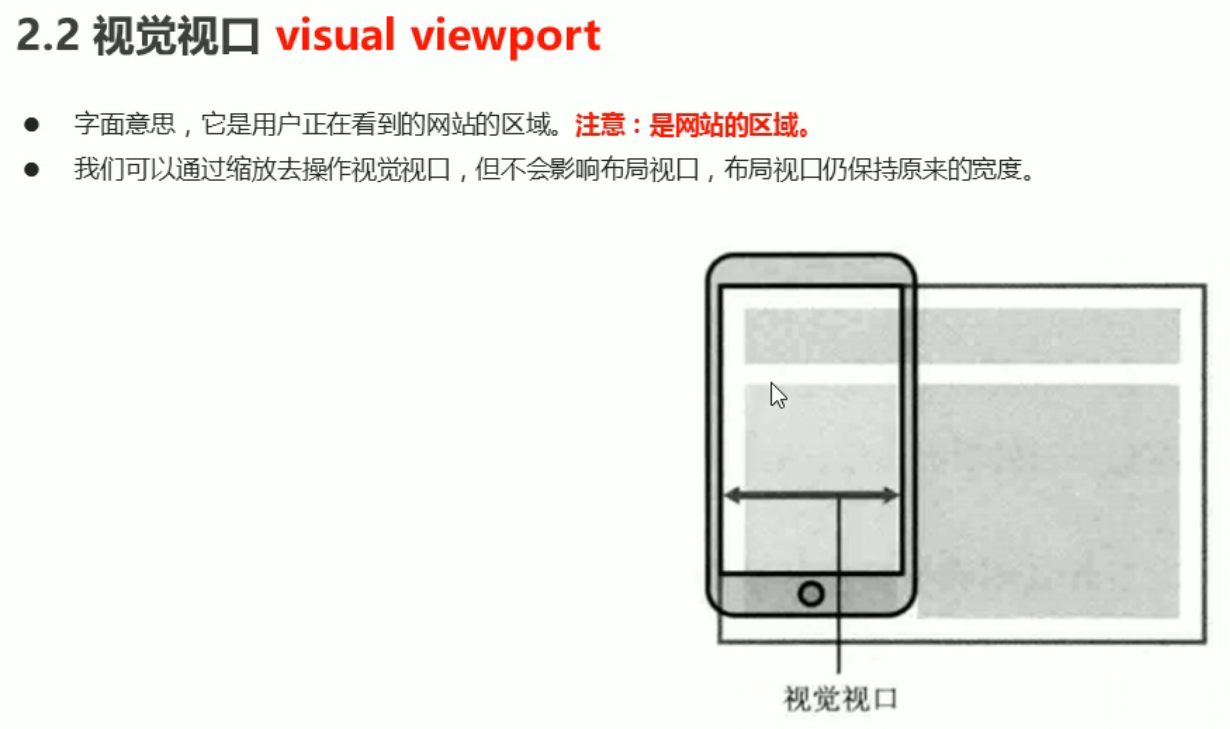 2.2 视觉视口 visual viewport
● 字面意思，它是用户正在看到的网站的区域。注意：是网站的区域。
● 我们可以通过缩放去操作视觉视口，但不会影响布局视口，布局视口仍保持原来的宽度。
视觉视口